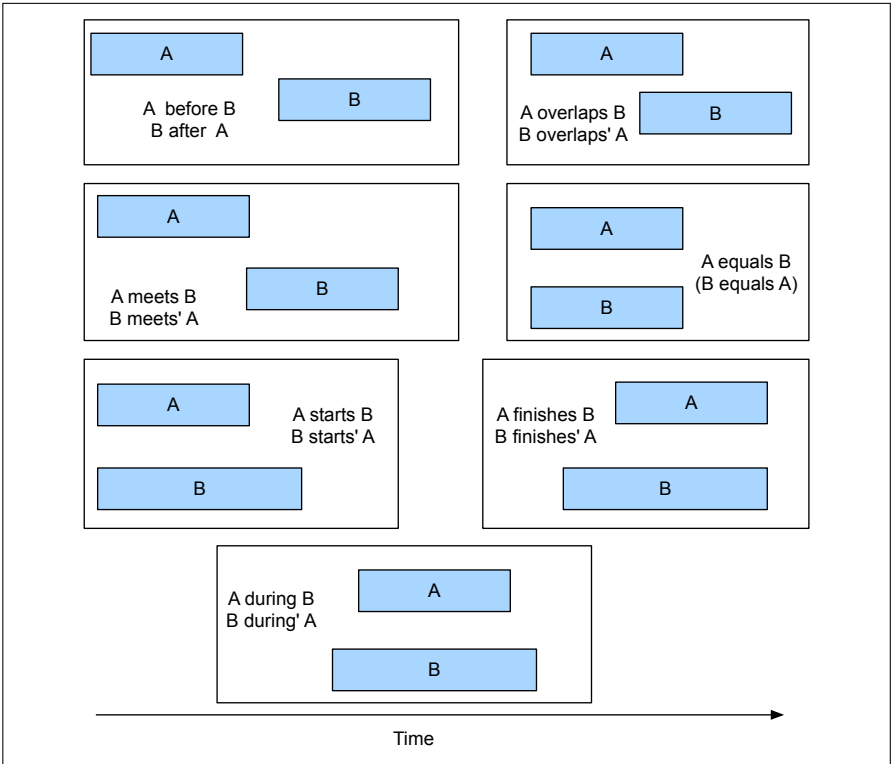 A
B
A before B
B after A
A
B
A overlaps B
B overlaps' A
A
B
A meets B
B meets' A
A
B
A equals B
(B equals A)
A
B
A starts B
B starts' A
A
B
A finishes B
B finishes' A
A
B
A during B
B during' A
Time